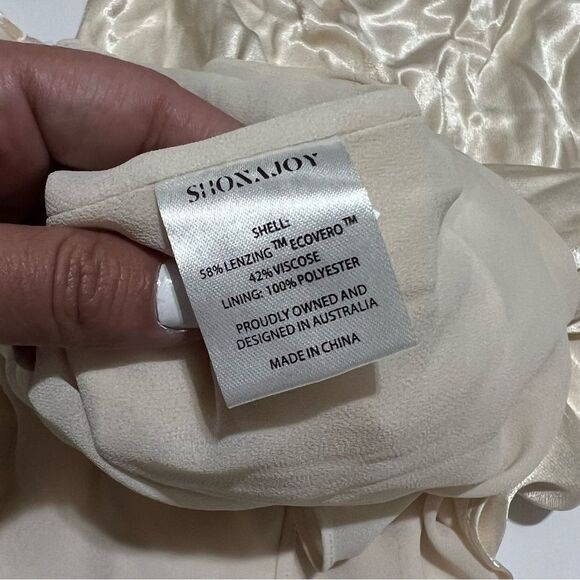 SHONAJOY
SHELL:
58% LENZING™ ECOVERO™
42% VISCOSE
LINING: 100% POLYESTER
PROUDLY OWNED AND
DESIGNED IN AUSTRALIA
MADE IN CHINA